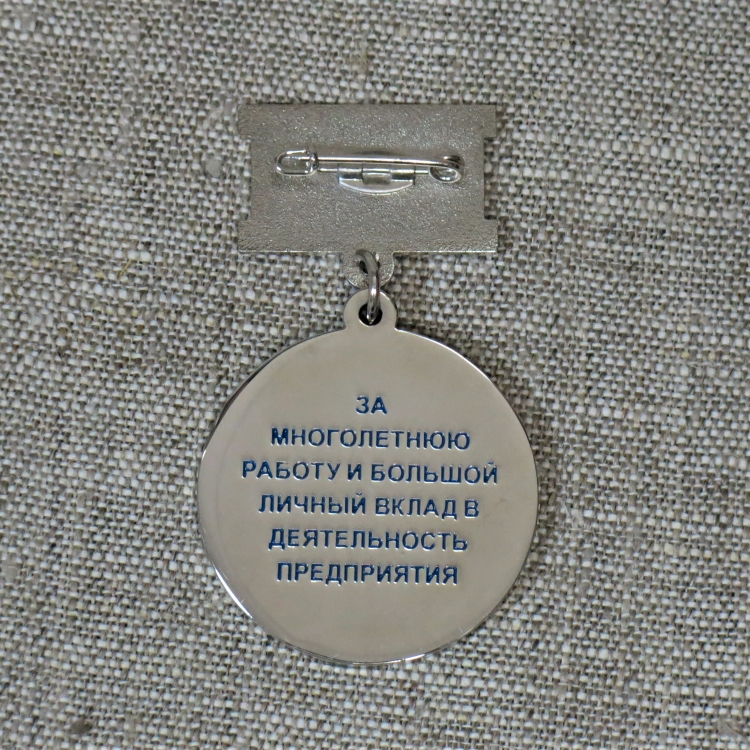 ЗА
МНОГОЛЕТНЮЮ
РАБОТУ И БОЛЬШОЙ
ЛИЧНЫЙ ВКЛАД В
ДЕЯТЕЛЬНОСТЬ
ПРЕДПРИЯТИЯ